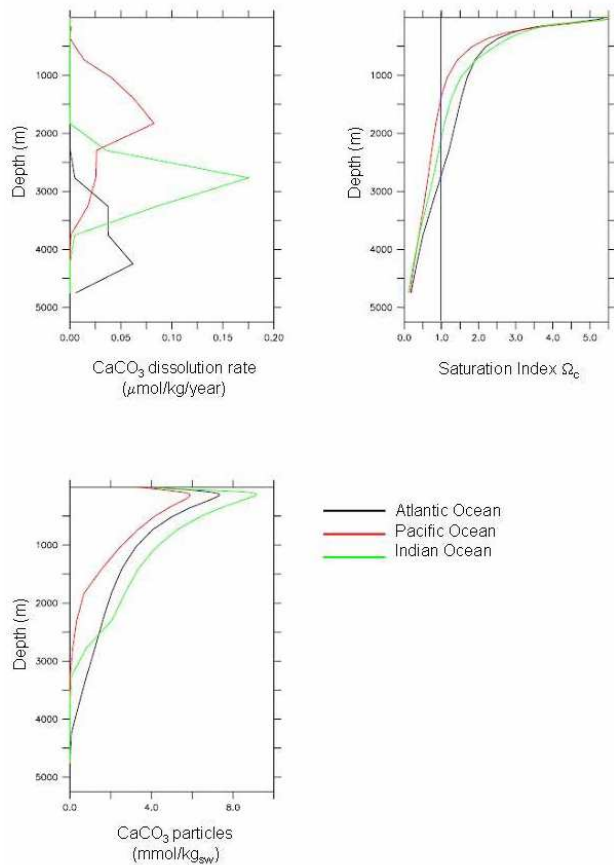 Depth (m)
1000
2000
3000
4000
5000
0.00
0.05
0.10
0.15
0.20
CaCO₃ dissolution rate
(μmol/kg/year)
Depth (m)
1000
2000
3000
4000
5000
0.0
1.0
2.0
3.0
4.0
5.0
Saturation Index Ω꜀
Depth (m)
1000
2000
3000
4000
5000
0.0
4.0
8.0
CaCO₃ particles
(mmol/kgsw)
Atlantic Ocean
Pacific Ocean
Indian Ocean